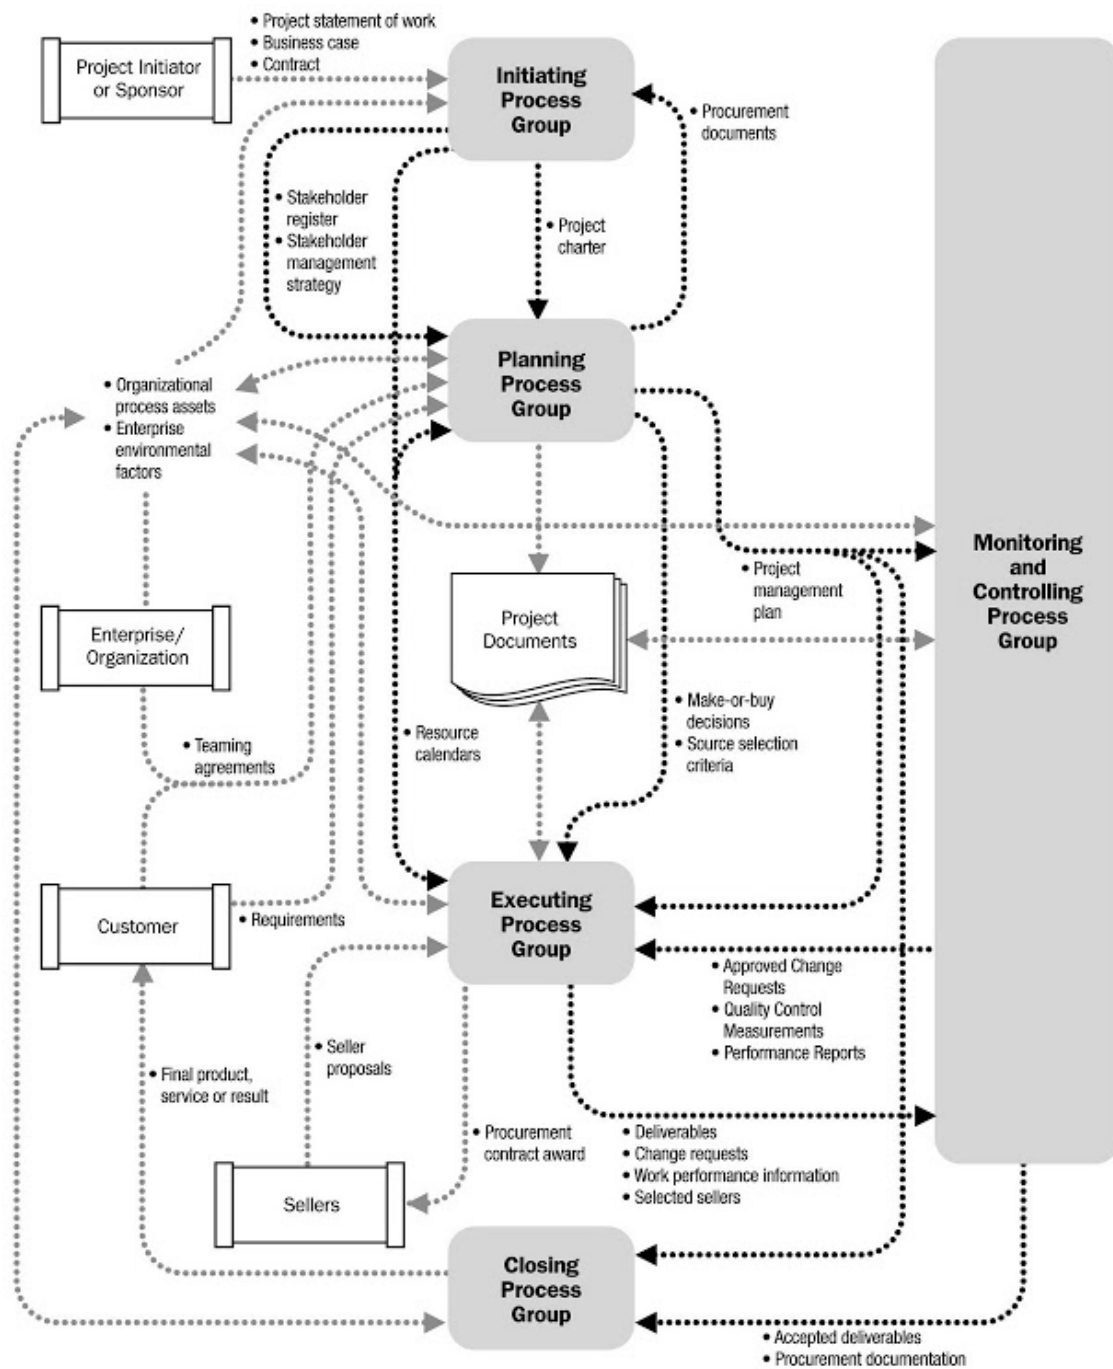 • Project statement of work
• Business case
• Contract
Project Initiator
or Sponsor
Initiating
Process
Group
• Procurement
documents
• Stakeholder
register
• Stakeholder
management
strategy
• Project
charter
Planning
Process
Group
• Organizational
process assets
• Enterprise
environmental
factors
Monitoring
and
Controlling
Process
Group
• Project
management
plan
Project
Documents
Enterprise/
Organization
• Teaming
agreements
• Resource
calendars
• Make-or-buy
decisions
• Source selection
criteria
Executing
Process
Group
Customer
• Requirements
• Approved Change
Requests
• Quality Control
Measurements
• Performance Reports
• Seller
proposals
• Final product,
service or result
• Procurement
contract award
• Deliverables
• Change requests
• Work performance information
• Selected sellers
Sellers
Closing
Process
Group
• Accepted deliverables
• Procurement documentation